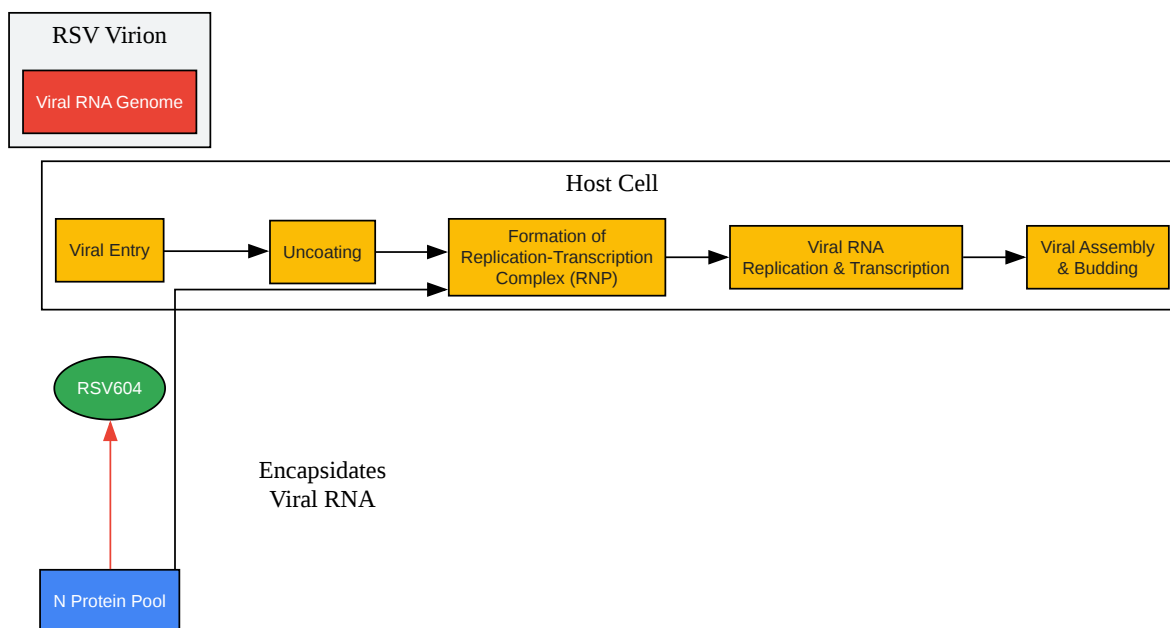 RSV Virion
Viral RNA Genome
Host Cell
Viral Entry
Uncoating
Formation of
Replication-Transcription
Complex (RNP)
Viral RNA
Replication & Transcription
Viral Assembly
& Budding
RSV604
Encapsidates
Viral RNA
N Protein Pool